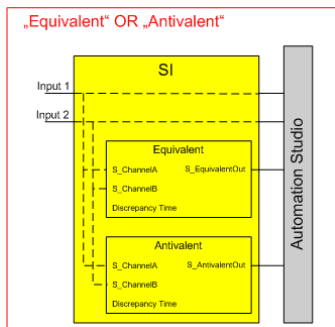 „Equivalent“ OR „Antivalent“
SI
Input 1
Input 2
Equivalent
S_ChannelA
S_EquivalentOut
S_ChannelB
Discrepancy Time
Antivalent
S_ChannelA
S_AntivalentOut
S_ChannelB
Discrepancy Time
Automation Studio